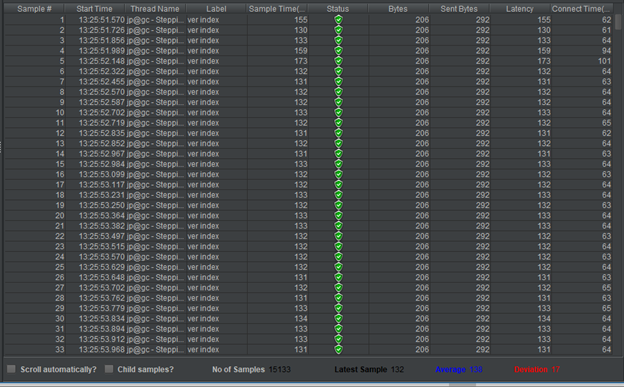 Sample # Start Time Thread Name Label Sample Time(... Status Bytes Sent Bytes Latency Connect Time(...
1 13:25:51.570 jp@gc - Steppi... ver index 155 206 292 155 62
2 13:25:51.726 jp@gc - Steppi... ver index 130 206 292 130 61
3 13:25:51.856 jp@gc - Steppi... ver index 133 206 292 133 64
4 13:25:51.989 jp@gc - Steppi... ver index 159 206 292 159 94
5 13:25:52.148 jp@gc - Steppi... ver index 173 206 292 173 101
6 13:25:52.322 jp@gc - Steppi... ver index 132 206 292 132 64
7 13:25:52.455 jp@gc - Steppi... ver index 131 206 292 131 63
8 13:25:52.570 jp@gc - Steppi... ver index 132 206 292 132 64
9 13:25:52.587 jp@gc - Steppi... ver index 132 206 292 132 64
10 13:25:52.702 jp@gc - Steppi... ver index 133 206 292 133 64
11 13:25:52.719 jp@gc - Steppi... ver index 132 206 292 132 65
12 13:25:52.835 jp@gc - Steppi... ver index 131 206 292 131 62
13 13:25:52.852 jp@gc - Steppi... ver index 132 206 292 132 64
14 13:25:52.967 jp@gc - Steppi... ver index 131 206 292 131 63
15 13:25:52.984 jp@gc - Steppi... ver index 133 206 292 133 64
16 13:25:53.099 jp@gc - Steppi... ver index 132 206 292 132 63
17 13:25:53.117 jp@gc - Steppi... ver index 132 206 292 132 64
18 13:25:53.231 jp@gc - Steppi... ver index 133 206 292 133 64
19 13:25:53.250 jp@gc - Steppi... ver index 132 206 292 132 63
20 13:25:53.364 jp@gc - Steppi... ver index 133 206 292 133 64
21 13:25:53.382 jp@gc - Steppi... ver index 133 206 292 133 64
22 13:25:53.497 jp@gc - Steppi... ver index 132 206 292 132 63
23 13:25:53.515 jp@gc - Steppi... ver index 132 206 292 132 64
24 13:25:53.630 jp@gc - Steppi... ver index 133 206 292 133 64
25 13:25:53.629 jp@gc - Steppi... ver index 132 206 292 132 64
26 13:25:53.648 jp@gc - Steppi... ver index 131 206 292 131 63
27 13:25:53.702 jp@gc - Steppi... ver index 132 206 292 132 65
28 13:25:53.762 jp@gc - Steppi... ver index 131 206 292 131 63
29 13:25:53.779 jp@gc - Steppi... ver index 133 206 292 133 65
30 13:25:53.834 jp@gc - Steppi... ver index 134 206 292 134 65
31 13:25:53.894 jp@gc - Steppi... ver index 133 206 292 133 64
32 13:25:53.912 jp@gc - Steppi... ver index 133 206 292 133 64
33 13:25:53.968 jp@gc - Steppi... ver index 131 206 292 131 63
Scroll automatically? Child samples? No of Samples 15133 Latest Sample 132 Average 138 Deviation 17